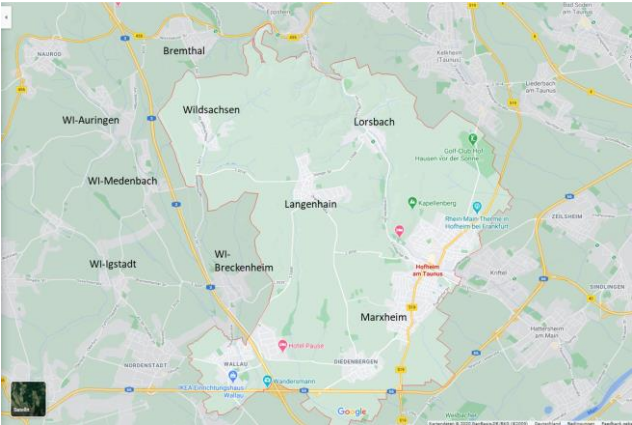 Eppstein
NAUROD
Bremthal
Kelkheim
(Taunus)
Bad Soden
am Taunus
Liederbach
am Taunus
Wildsachsen
WI-Auringen
Lorsbach
Golf-Club Hof
Hausen vor der Sonne
WI-Medenbach
Langenhain
Kapellenberg
Rhein-Main-Therme in
Hofheim bei Frankfurt
ZEILSHEIM
WI-Igstadt
WI-
Breckenheim
Hofheim
am Taunus
Kriftel
SINDLINGEN
Marxheim
Hattersheim
am Main
Hotel Pause
NORDENSTADT
WALLAU
DIEDENBERGEN
IKEA Einrichtungshaus
Wallau
Wandersmann
Satellit
Google
Weilbacher